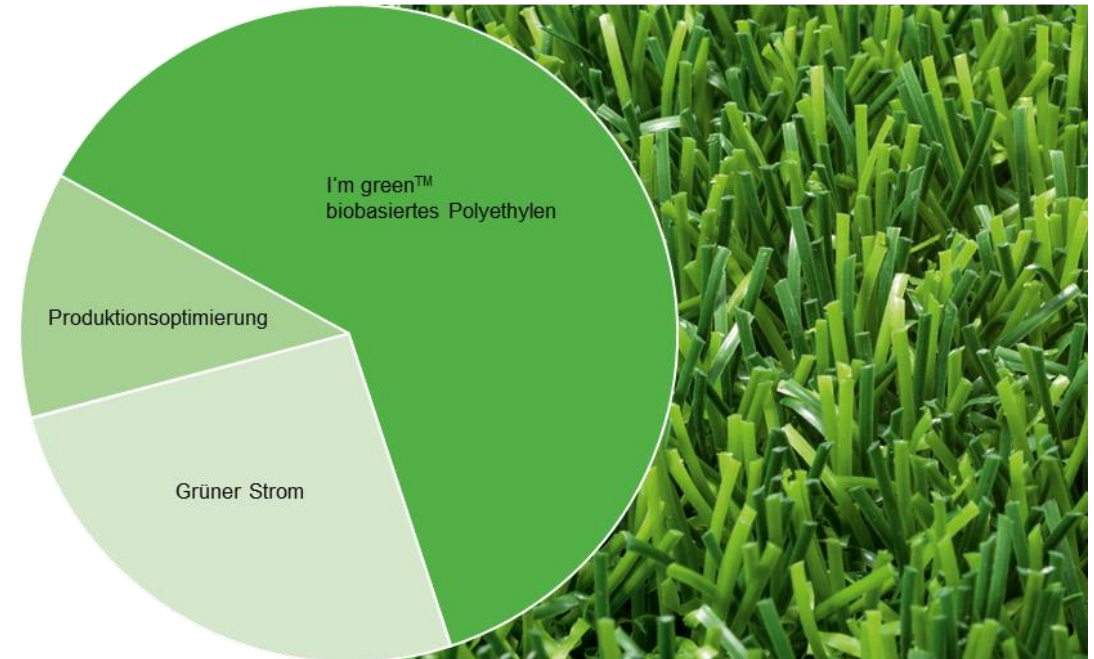 I'm green™
biobasiertes Polyethylen
Produktionsoptimierung
Grüner Strom